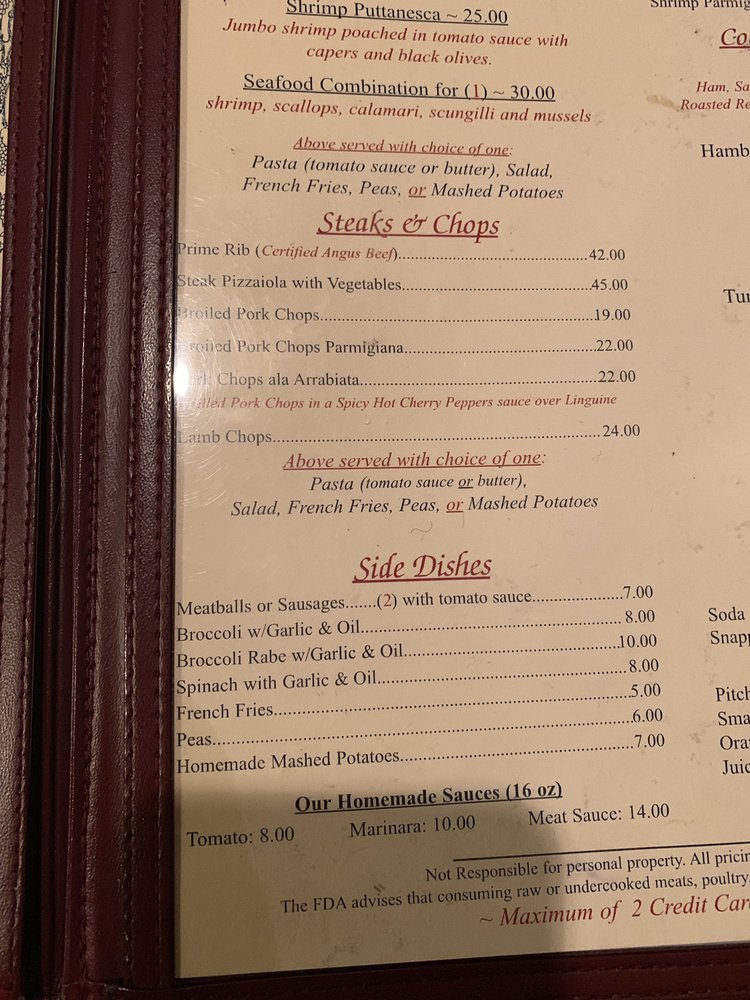 Shrimp Puttanesca ~ 25.00
Jumbo shrimp poached in tomato sauce with
capers and black olives.
Seafood Combination for (1) ~ 30.00
shrimp, scallops, calamari, scungilli and mussels
Above served with choice of one:
Pasta (tomato sauce or butter), Salad,
French Fries, Peas, or Mashed Potatoes
Steaks & Chops
Prime Rib (Certified Angus Beef)...42.00
Steak Pizzaiola with Vegetables...45.00
Broiled Pork Chops...19.00
Broiled Pork Chops Parmigiana...22.00
Pork Chops ala Arrabiata...22.00
Pork Chops in a Spicy Hot Cherry Peppers sauce over Linguine
Lamb Chops...24.00
Above served with choice of one:
Pasta (tomato sauce or butter),
Salad, French Fries, Peas, or Mashed Potatoes
Side Dishes
Meatballs or Sausages.......(2) with tomato sauce...7.00
Broccoli w/Garlic & Oil...8.00
Broccoli Rabe w/Garlic & Oil...10.00
Spinach with Garlic & Oil...8.00
French Fries...5.00
Peas...6.00
Homemade Mashed Potatoes...7.00
Our Homemade Sauces (16 oz)
Tomato: 8.00 Marinara: 10.00 Meat Sauce: 14.00
Not Responsible for personal property. All pricin
The FDA advises that consuming raw or undercooked meats, poultry,
~ Maximum of 2 Credit Car
Shrimp Parmig
Co
Ham, Sa
Roasted Re
Hamb
Tur
Soda
Snapp
Pitch
Sma
Ora
Juic